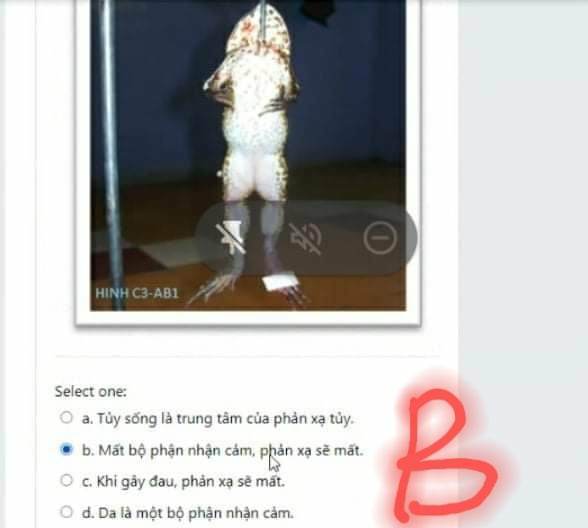 HÌNH C3-AB1
Select one:
a. Tủy sống là trung tâm của phản xạ tủy.
b. Mất bộ phận nhận cảm, phản xạ sẽ mất.
c. Khi gây đau, phản xạ sẽ mất.
d. Da là một bộ phận nhận cảm.
B